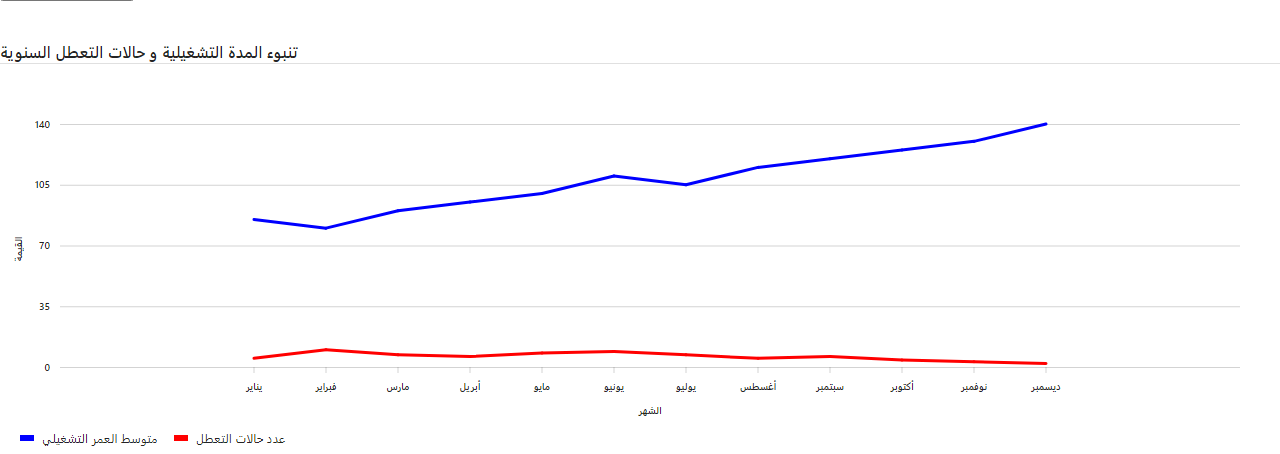 تنبوء المدة التشغيلية و حالات التعطل السنوية
140
105
70
35
0
القيمة
يناير فبراير مارس أبريل مايو يونيو يوليو أغسطس سبتمبر أكتوبر نوفمبر ديسمبر
الشهر
متوسط العمر التشغيلي عدد حالات التعطل